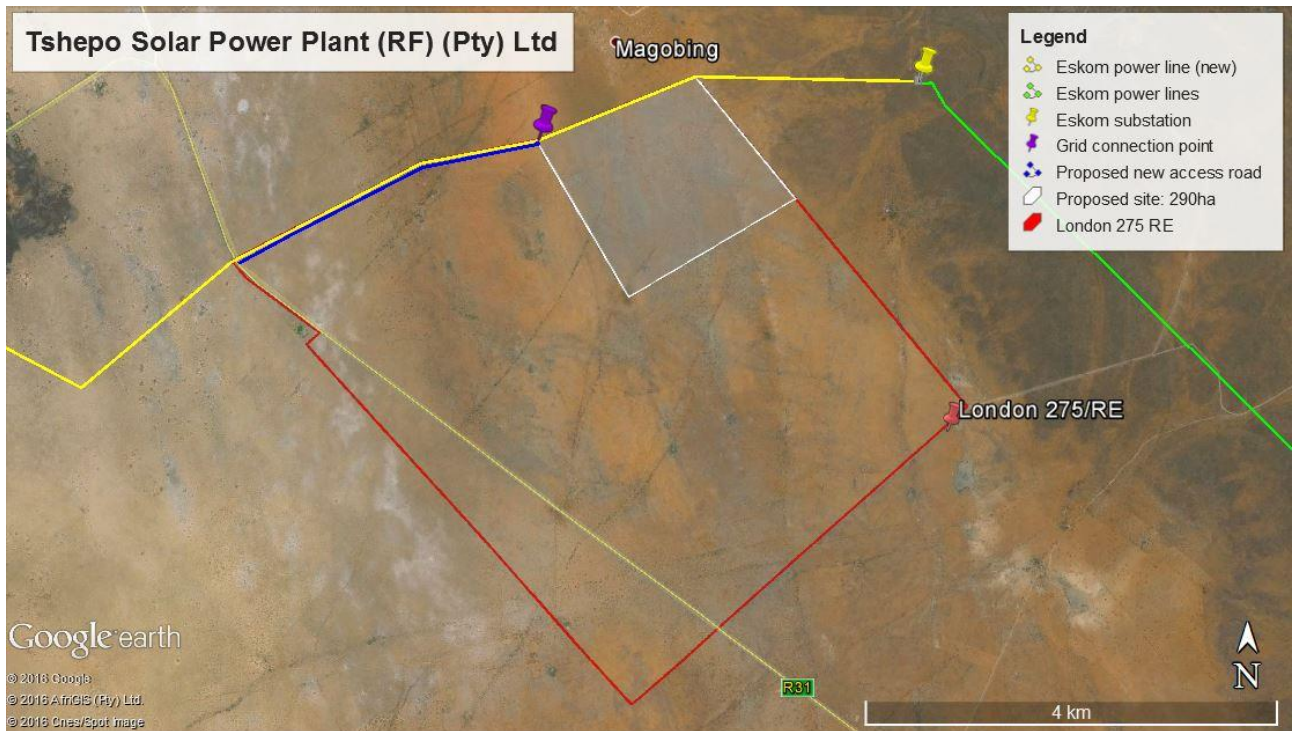 Tshepo Solar Power Plant (RF) (Pty) Ltd
Magobing
Legend
Eskom power line (new)
Eskom power lines
Eskom substation
Grid connection point
Proposed new access road
Proposed site: 290ha
London 275 RE
London 275/RE
R31
Google earth
© 2016 Google
© 2016 AfriGIS (Pty) Ltd.
© 2016 Cnes/Spot Image
N
4 km